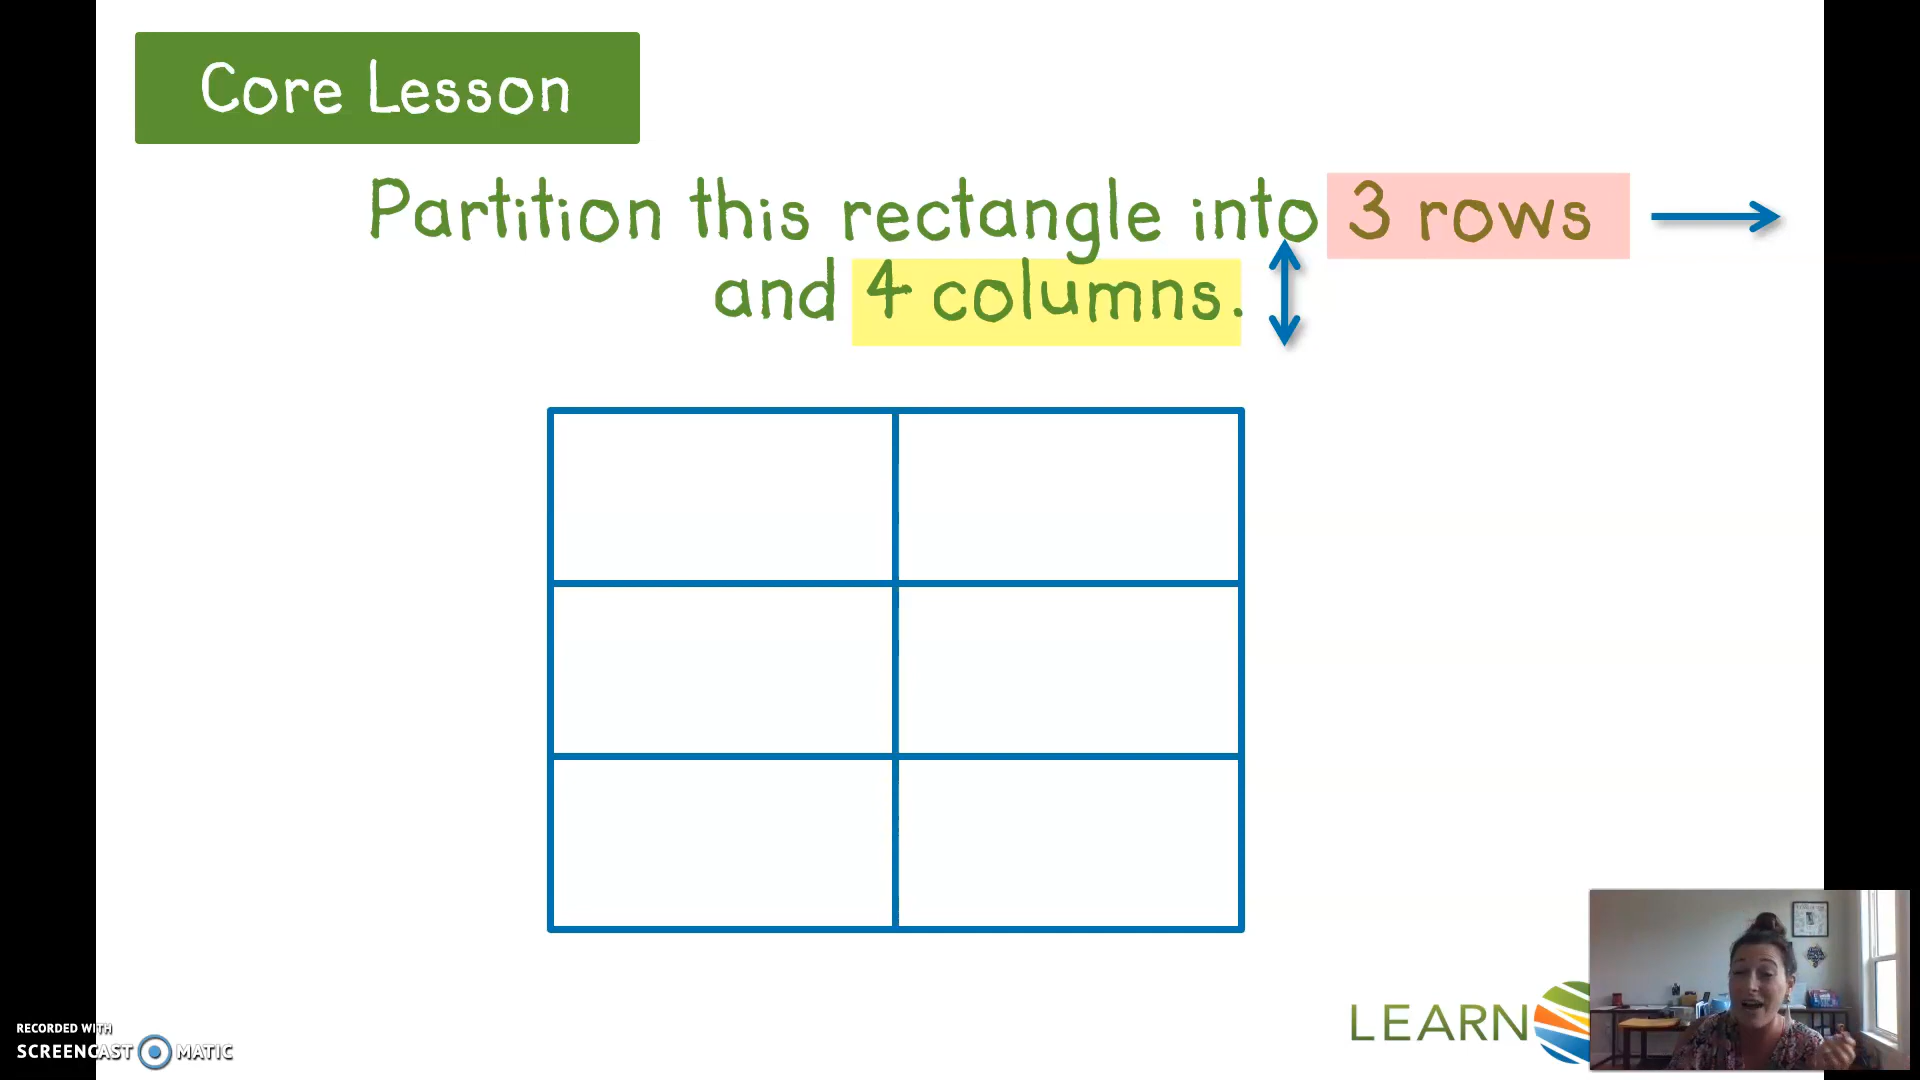 Core Lesson
Partition this rectangle into 3 rows
and 4 columns.
LEARN
RECORDED WITH
SCREENCAST MATIC